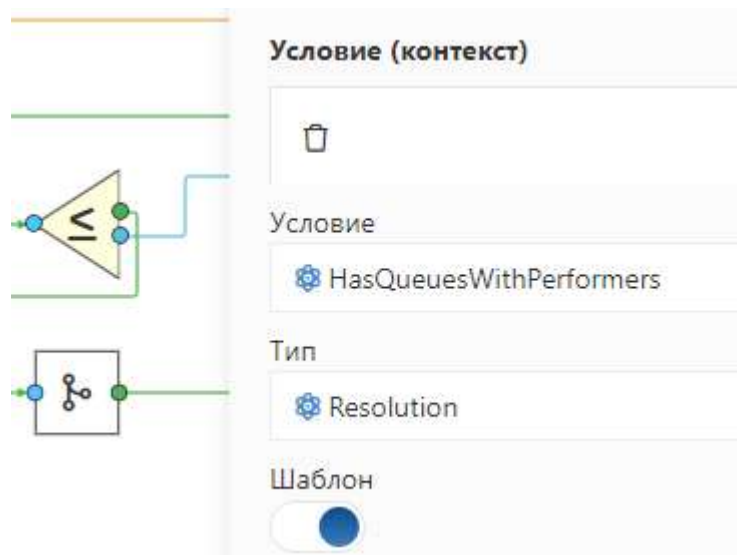 Условие (контекст)
≤
Условие
HasQueuesWithPerformers
Тип
Resolution
Шаблон